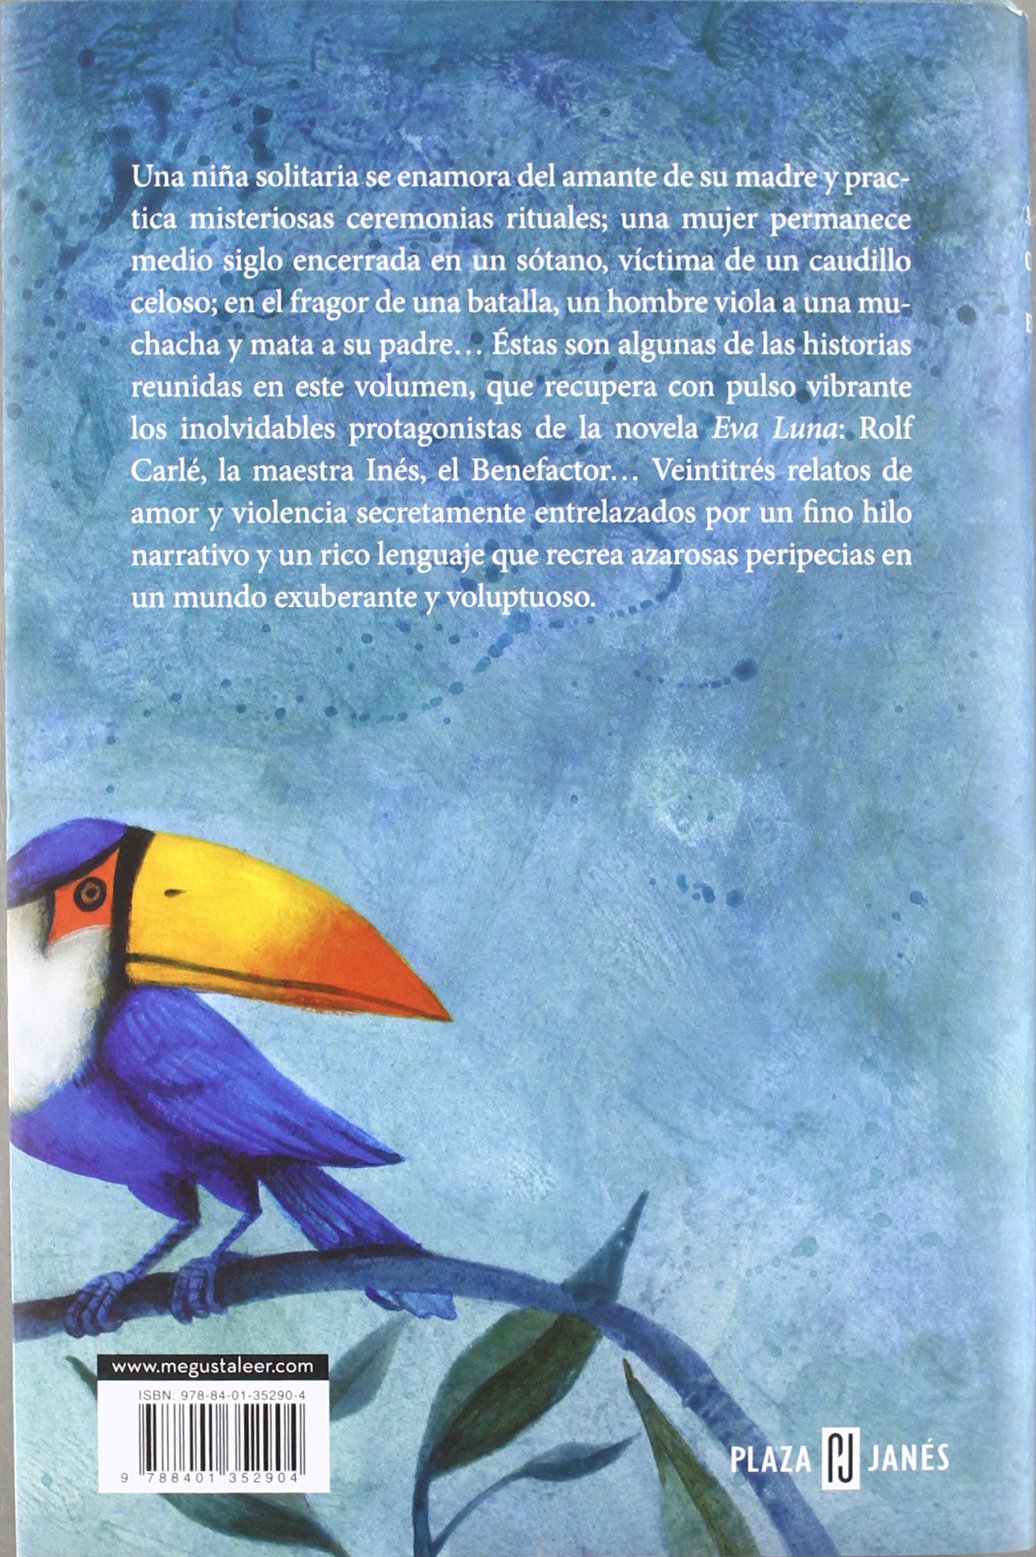 Una niña solitaria se enamora del amante de su madre y prac-
tica misteriosas ceremonias rituales; una mujer permanece
medio siglo encerrada en un sótano, víctima de un caudillo
celoso; en el fragor de una batalla, un hombre viola a una mu-
chacha y mata a su padre… Éstas son algunas de las historias
reunidas en este volumen, que recupera con pulso vibrante
los inolvidables protagonistas de la novela Eva Luna: Rolf
Carlé, la maestra Inés, el Benefactor… Veintitrés relatos de
amor y violencia secretamente entrelazados por un fino hilo
narrativo y un rico lenguaje que recrea azarosas peripecias en
un mundo exuberante y voluptuoso.
www.megustaleer.com
ISBN: 978-84-01-35290-4
9 788401 352904
PLAZA JANÉS